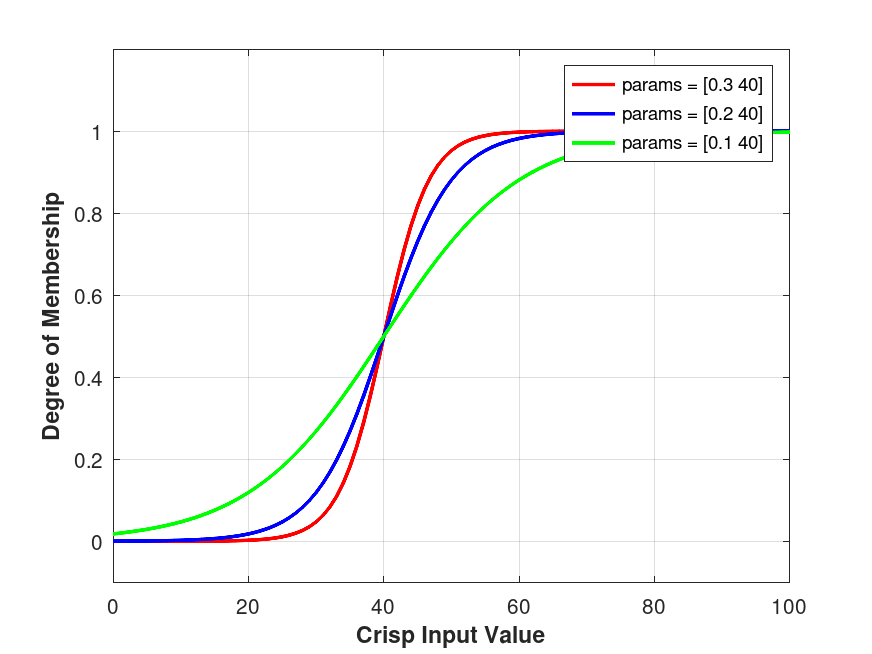 params = [0.3 40]
params = [0.2 40]
params = [0.1 40]
1
0.8
0.6
0.4
0.2
0
Degree of Membership
0 20 40 60 80 100
Crisp Input Value